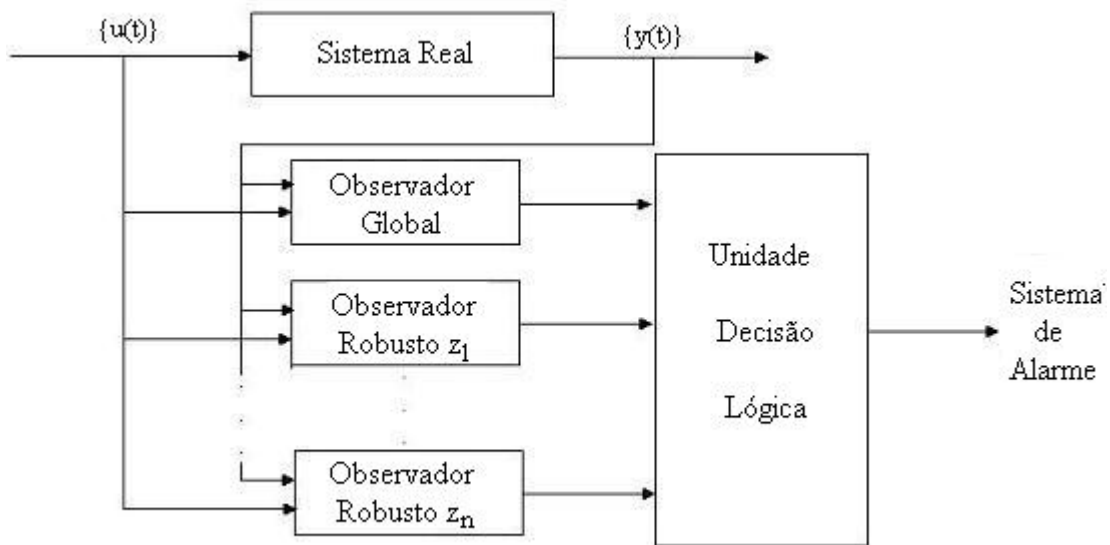 {u(t)}
Sistema Real
{y(t)}
Observador
Global
Observador
Robusto z1
Observador
Robusto zn
Unidade
Decisão
Lógica
Sistema
de
Alarme